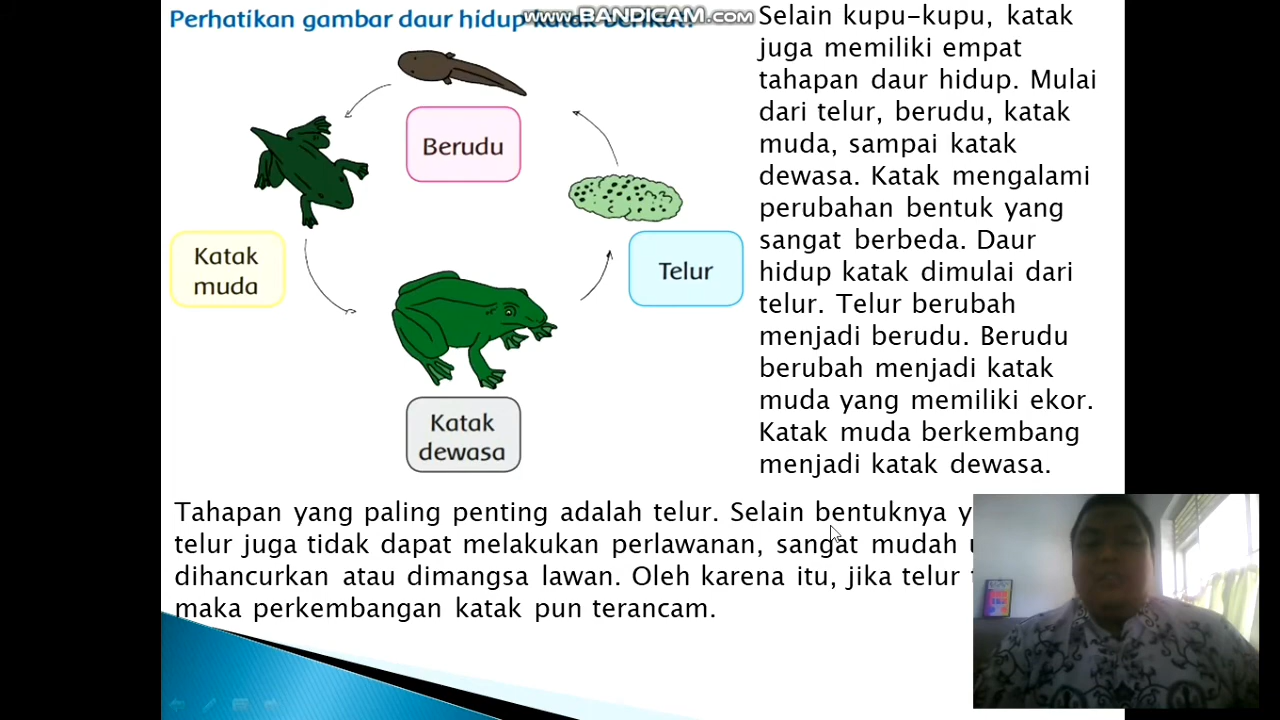 Perhatikan gambar daur hidup katak berikut!
www.BANDICAM.com
Berudu
Katak
muda
Telur
Katak
dewasa
Selain kupu-kupu, katak
juga memiliki empat
tahapan daur hidup. Mulai
dari telur, berudu, katak
muda, sampai katak
dewasa. Katak mengalami
perubahan bentuk yang
sangat berbeda. Daur
hidup katak dimulai dari
telur. Telur berubah
menjadi berudu. Berudu
berubah menjadi katak
muda yang memiliki ekor.
Katak muda berkembang
menjadi katak dewasa.
Tahapan yang paling penting adalah telur. Selain bentuknya
telur juga tidak dapat melakukan perlawanan, sangat mudah
dihancurkan atau dimangsa lawan. Oleh karena itu, jika telur
maka perkembangan katak pun terancam.